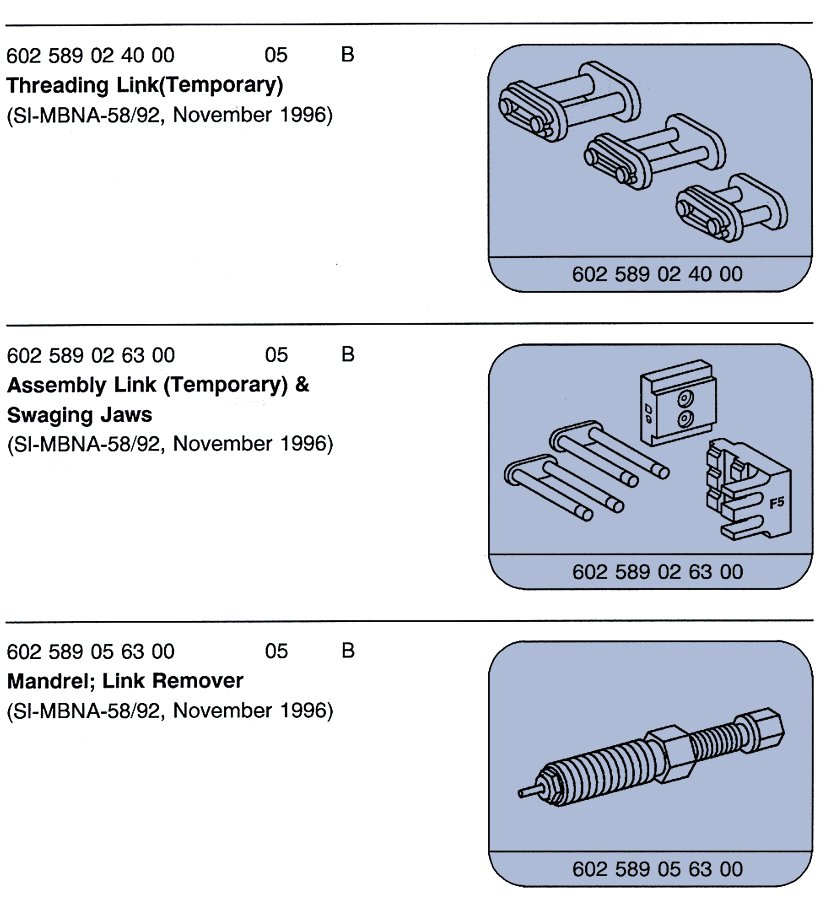 602 589 02 40 00 05 B
Threading Link(Temporary)
(SI-MBNA-58/92, November 1996)
602 589 02 40 00
602 589 02 63 00 05 B
Assembly Link (Temporary) &
Swaging Jaws
(SI-MBNA-58/92, November 1996)
D9
F5
602 589 02 63 00
602 589 05 63 00 05 B
Mandrel; Link Remover
(SI-MBNA-58/92, November 1996)
602 589 05 63 00